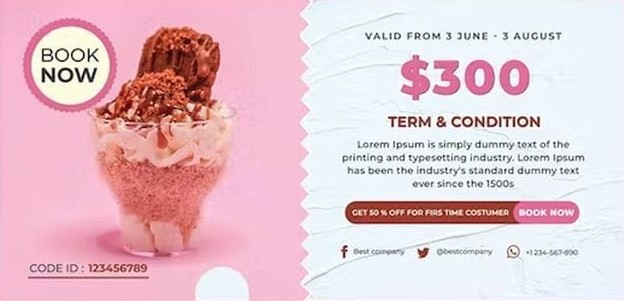 BOOK
NOW
CODE ID : 123456789
VALID FROM 3 JUNE - 3 AUGUST
$300
TERM & CONDITION
Lorem Ipsum is simply dummy text of the
printing and typesetting industry. Lorem Ipsum
has been the industry's standard dummy text
ever since the 1500s
GET 50 % OFF FOR FIRS TIME COSTUMER BOOK NOW
Best company @bestcompany +1 234-567-890